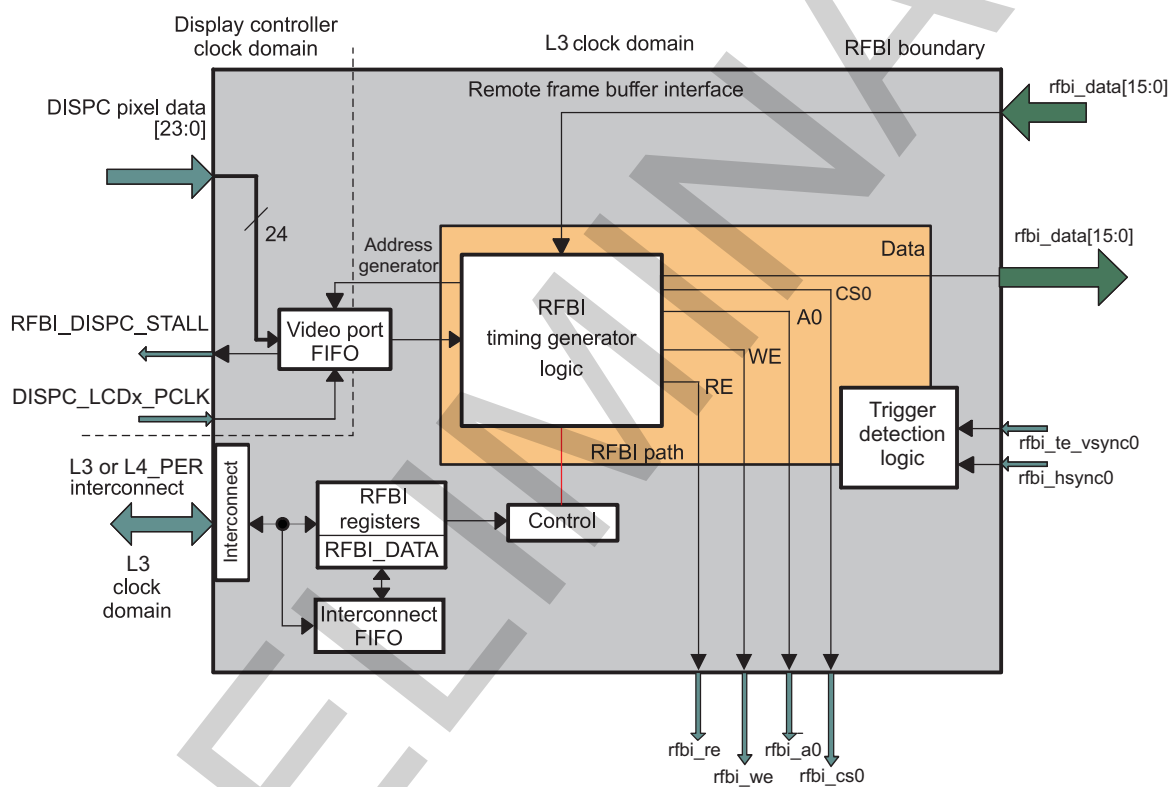 Display controller
clock domain
L3 clock domain
RFBI boundary
Remote frame buffer interface
rfbi_data[15:0]
DISPC pixel data
[23:0]
24
Address
generator
Data
rfbi_data[15:0]
RFBI
timing generator
logic
CS0
A0
WE
RE
RFBI_DISPC_STALL
Video port
FIFO
DISPC_LCDx_PCLK
Trigger
detection
logic
rfbi_te_vsync0
rfbi_hsync0
RFBI path
L3 or L4_PER
interconnect
Interconnect
RFBI
registers
RFBI_DATA
Control
L3
clock
domain
Interconnect
FIFO
rfbi_re
rfbi_we
rfbi_a0
rfbi_cs0
ELIMINA